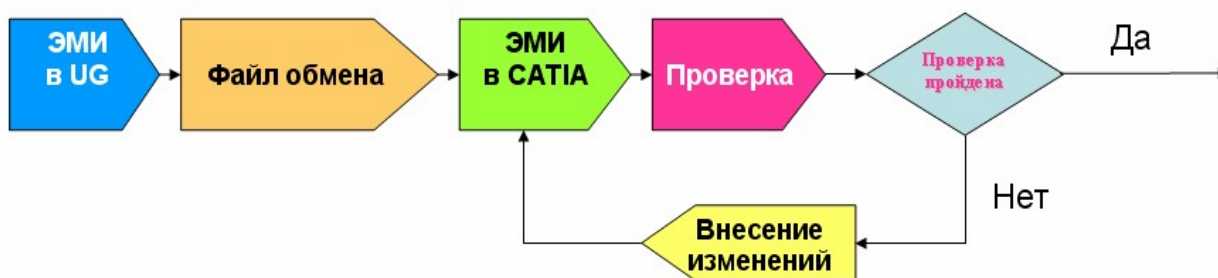 ЭМИ
в UG
Файл обмена
ЭМИ
в CATIA
Проверка
Проверка
пройдена
Да
Нет
Внесение
изменений